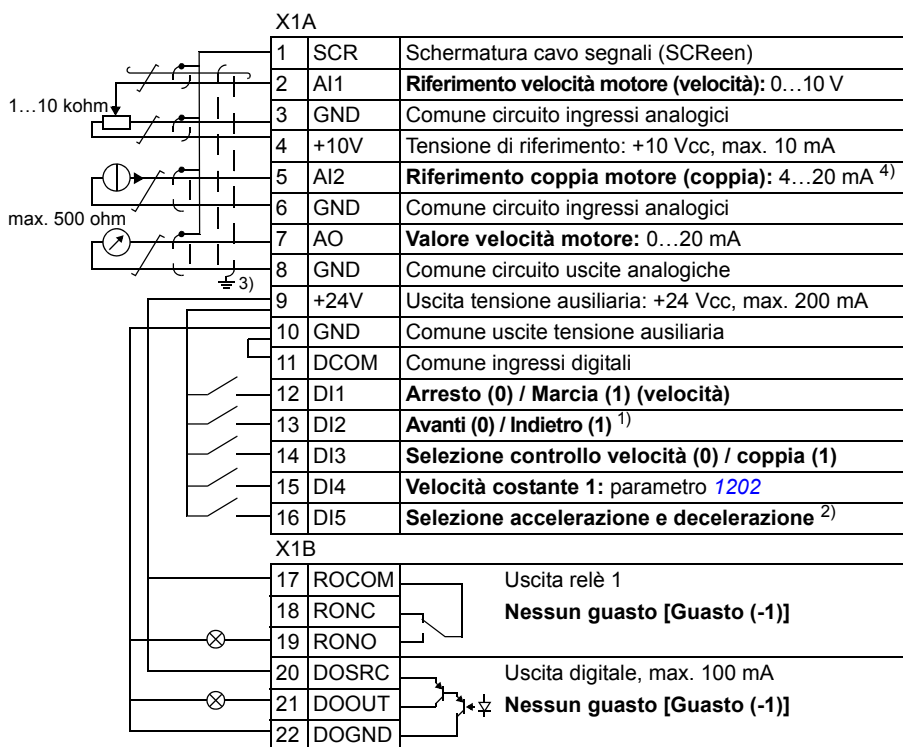 X1A
1 SCR Schermatura cavo segnali (SCReen)
2 AI1 Riferimento velocità motore (velocità): 0…10 V
1…10 kohm
3 GND Comune circuito ingressi analogici
4 +10V Tensione di riferimento: +10 Vcc, max. 10 mA
5 AI2 Riferimento coppia motore (coppia): 4…20 mA 4)
max. 500 ohm
6 GND Comune circuito ingressi analogici
7 AO Valore velocità motore: 0…20 mA
8 GND Comune circuito uscite analogiche
3)
9 +24V Uscita tensione ausiliaria: +24 Vcc, max. 200 mA
10 GND Comune uscite tensione ausiliaria
11 DCOM Comune ingressi digitali
12 DI1 Arresto (0) / Marcia (1) (velocità)
13 DI2 Avanti (0) / Indietro (1) 1)
14 DI3 Selezione controllo velocità (0) / coppia (1)
15 DI4 Velocità costante 1: parametro 1202
16 DI5 Selezione accelerazione e decelerazione 2)
X1B
17 ROCOM Uscita relè 1
18 RONC Nessun guasto [Guasto (-1)]
19 RONO
20 DOSRC Uscita digitale, max. 100 mA
21 DOOUT Nessun guasto [Guasto (-1)]
22 DOGND